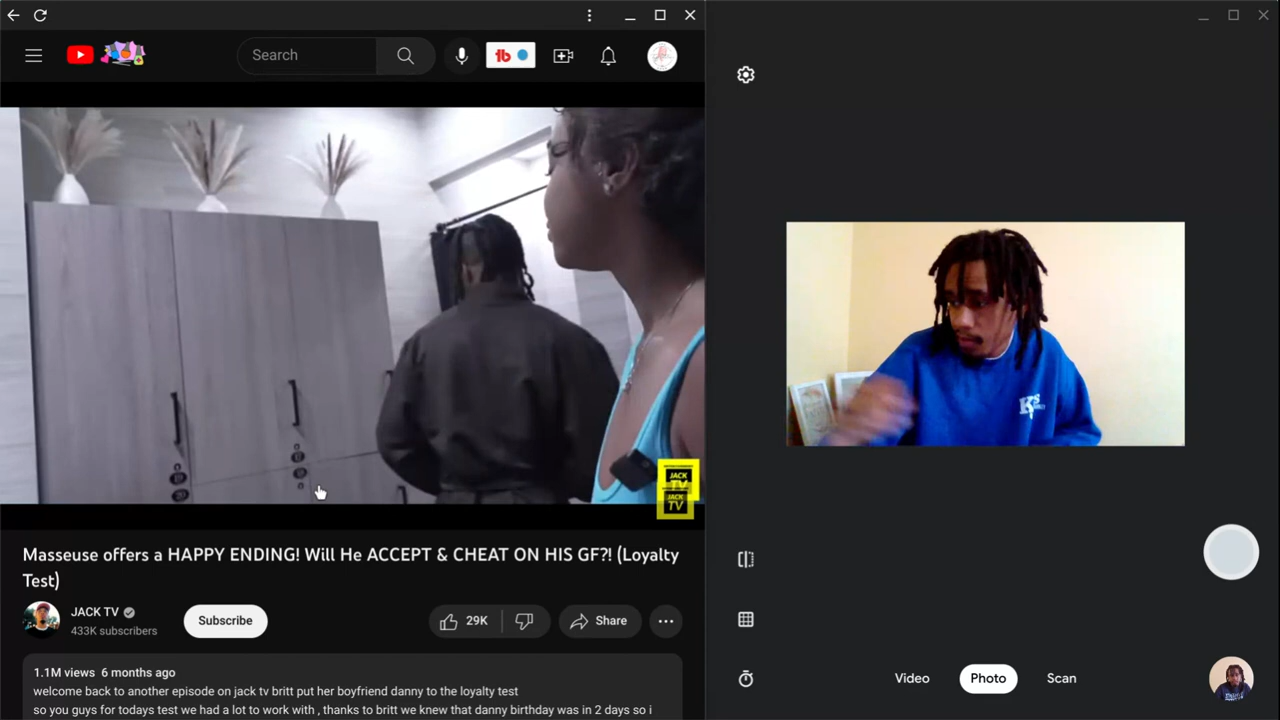 Search
JACK
TV
JACK
TV
Masseuse offers a HAPPY ENDING! Will He ACCEPT & CHEAT ON HIS GF?! (Loyalty
Test)
JACK TV
433K subscribers
Subscribe
29K
Share
1.1M views 6 months ago
welcome back to another episode on jack tv britt put her boyfriend danny to the loyalty test
so you guys for todays test we had a lot to work with , thanks to britt we knew that danny birthday was in 2 days so i
Ks
Video
Photo
Scan